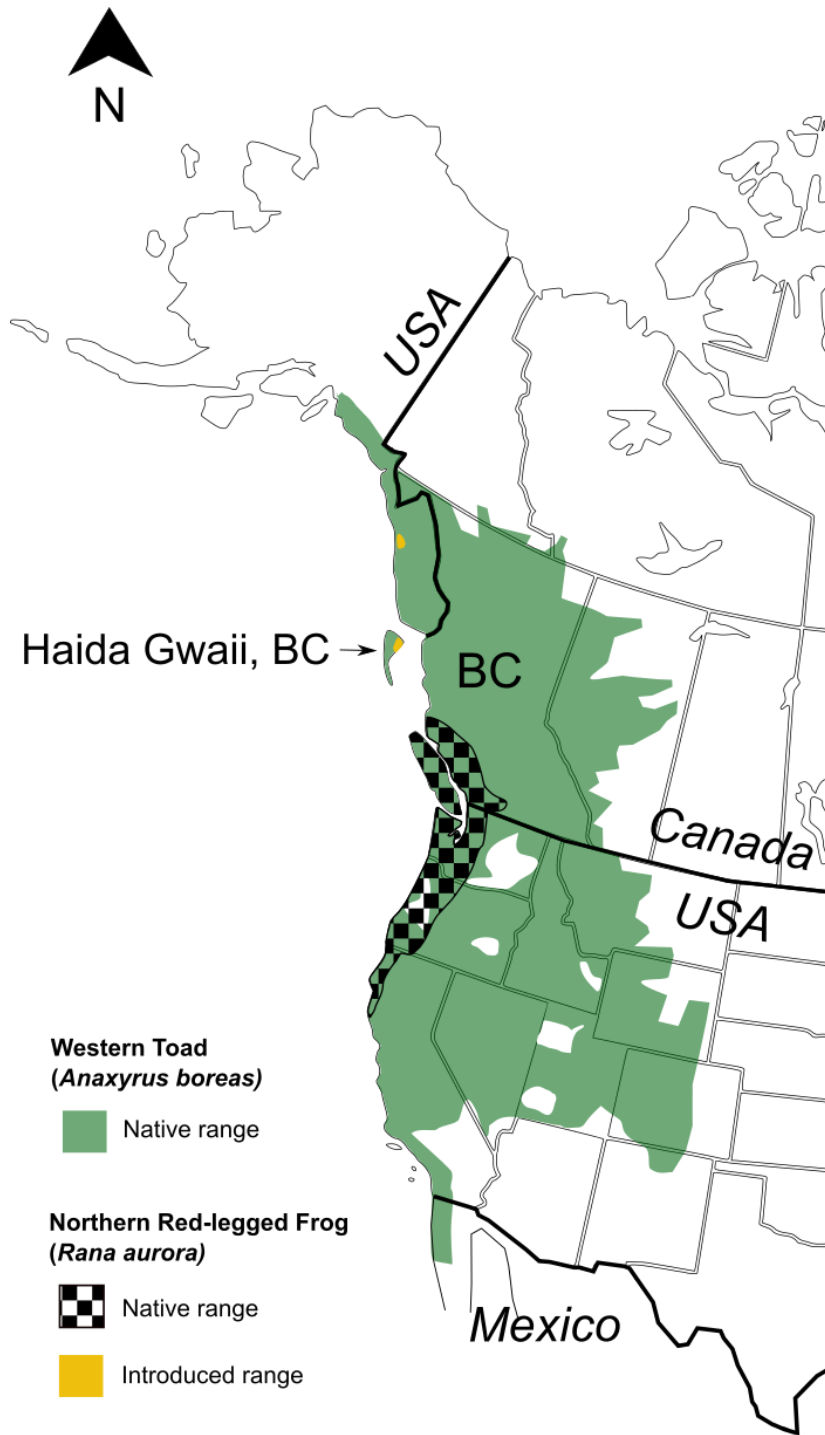 N
USA
Haida Gwaii, BC
BC
Canada
USA
Western Toad
(Anaxyrus boreas)
Native range
Northern Red-legged Frog
(Rana aurora)
Native range
Introduced range
Mexico